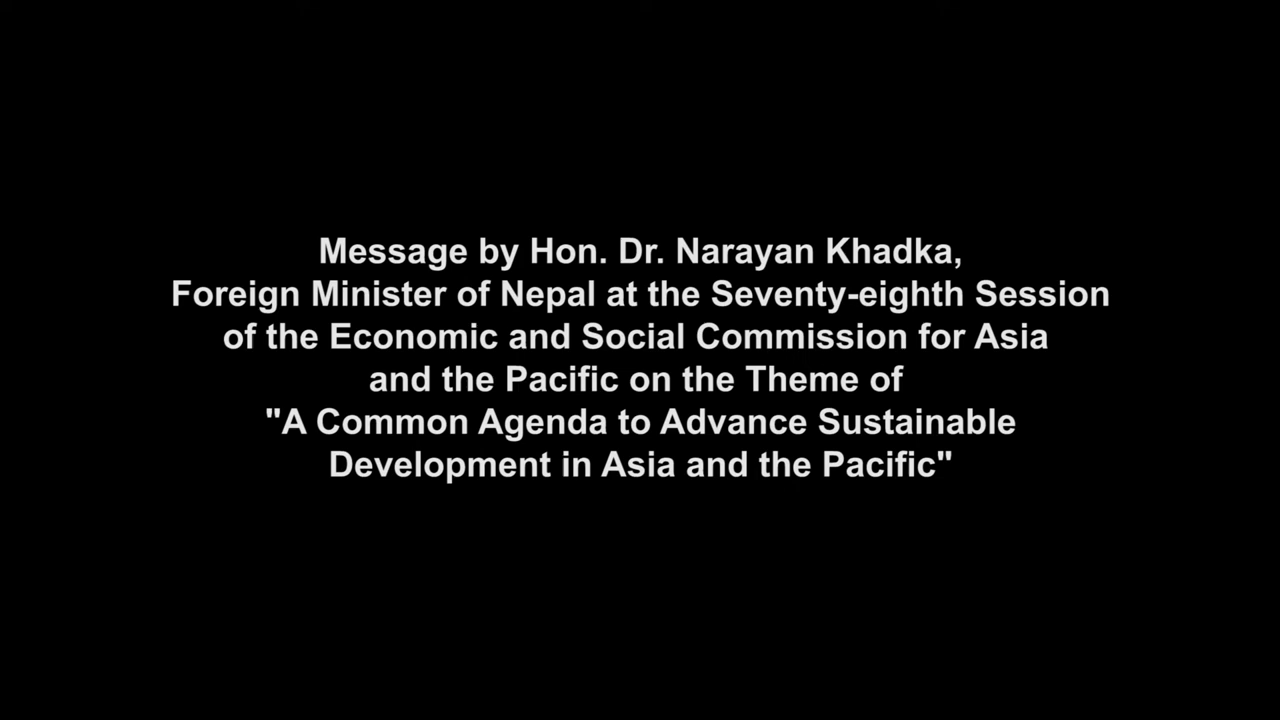 Message by Hon. Dr. Narayan Khadka,
Foreign Minister of Nepal at the Seventy-eighth Session
of the Economic and Social Commission for Asia
and the Pacific on the Theme of
"A Common Agenda to Advance Sustainable
Development in Asia and the Pacific"